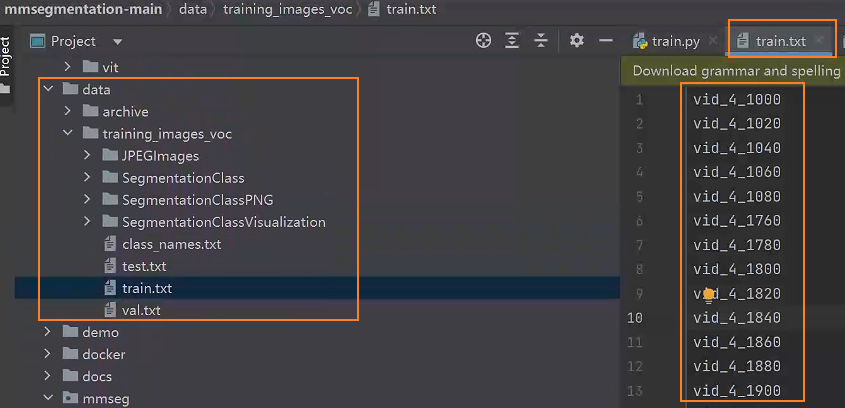 mmsegmentation-main 〉 data 〉 training_images_voc 〉 train.txt
Project
Project
train.py
train.txt
vit
data
archive
training_images_voc
JPEGImages
SegmentationClass
SegmentationClassPNG
SegmentationClassVisualization
class_names.txt
test.txt
train.txt
val.txt
demo
docker
docs
mmseg
Download grammar and spelling
1 vid_4_1000
2 vid_4_1020
3 vid_4_1040
4 vid_4_1060
5 vid_4_1080
6 vid_4_1760
7 vid_4_1780
8 vid_4_1800
9 vid_4_1820
10 vid_4_1840
11 vid_4_1860
12 vid_4_1880
13 vid_4_1900